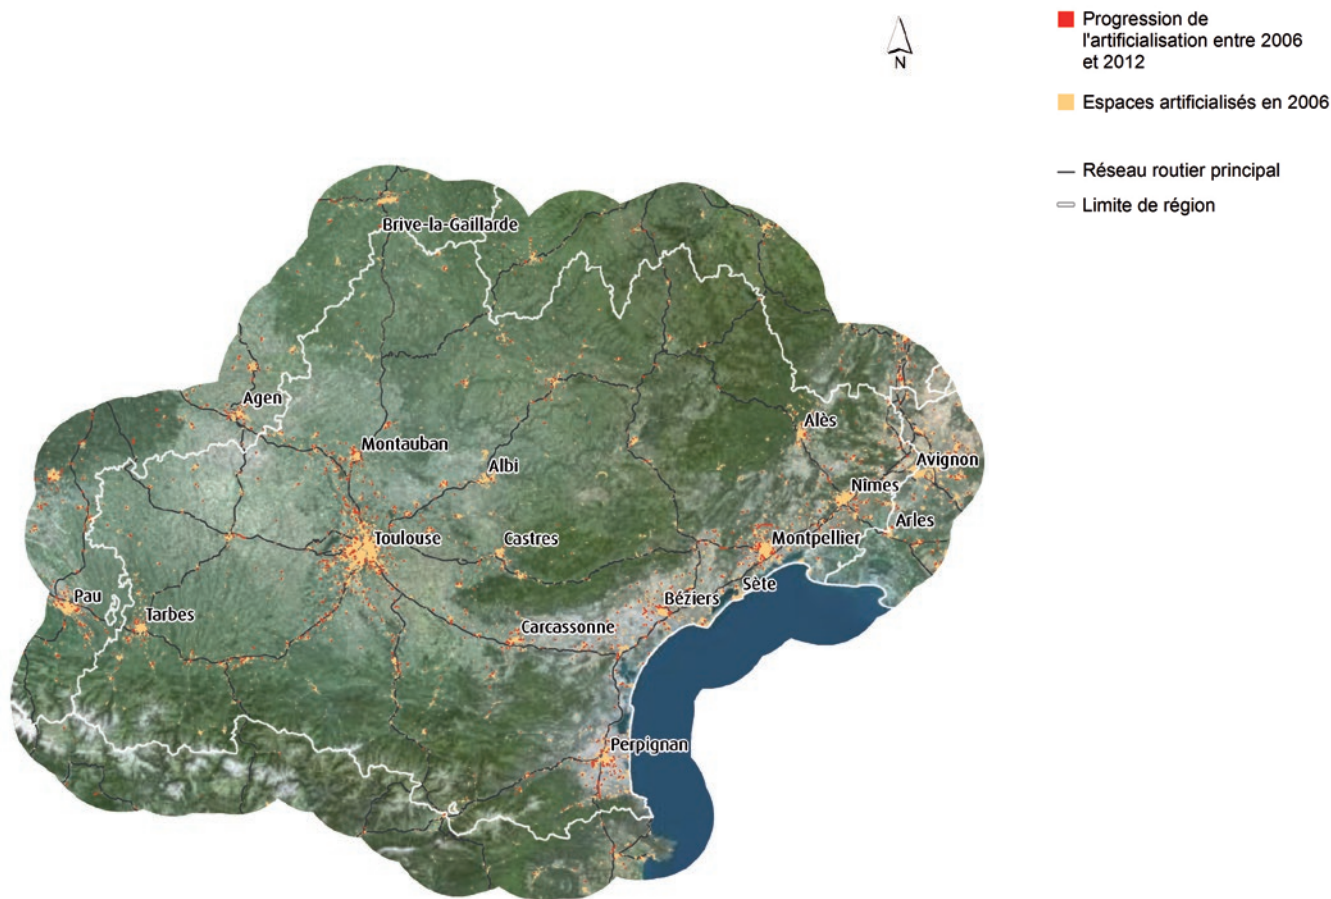 Progression de
l'artificialisation entre 2006
et 2012
N
Espaces artificialisés en 2006
Réseau routier principal
Limite de région
Brive-la-Gaillarde
Agen
Montauban
Albi
Alès
Avignon
Nîmes
Arles
Toulouse
Castres
Montpellier
Sète
Béziers
Pau
Tarbes
Carcassonne
Perpignan